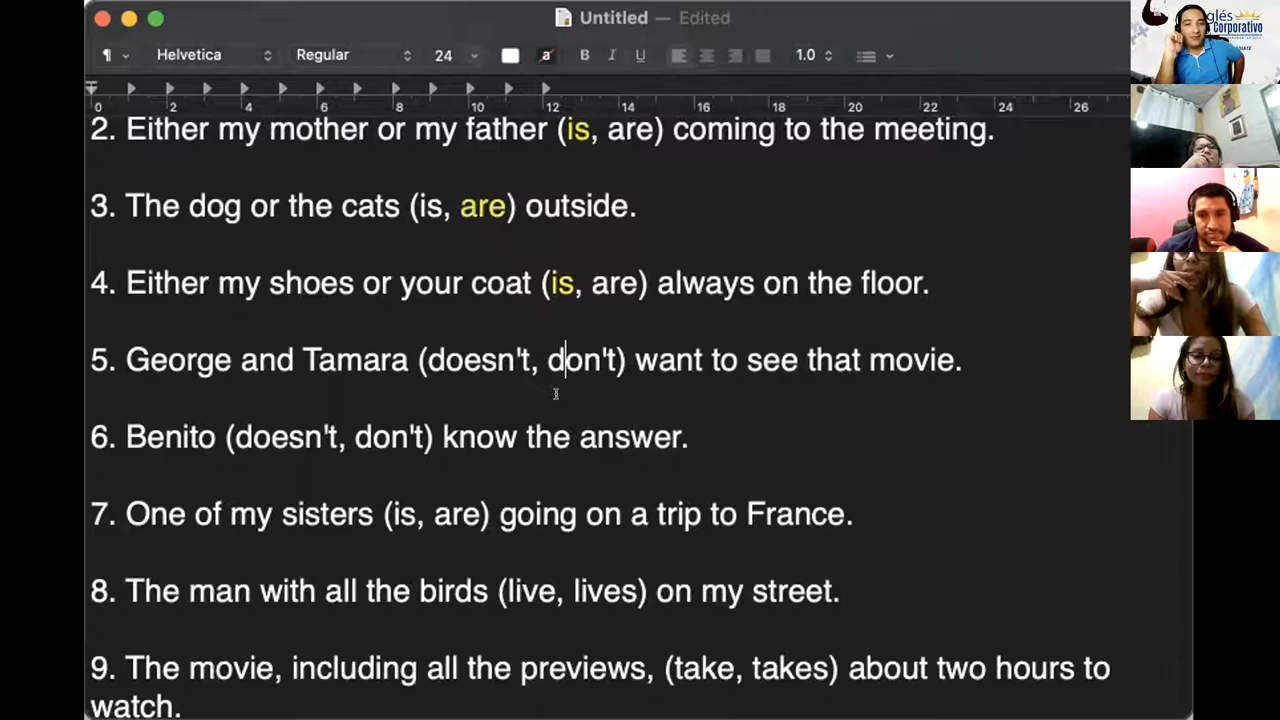 Untitled — Edited
¶ Helvetica Regular 24 a B I U 1.0
0 2 4 6 8 10 12 14 16 18 20 22 24 26
2. Either my mother or my father (is, are) coming to the meeting.
3. The dog or the cats (is, are) outside.
4. Either my shoes or your coat (is, are) always on the floor.
5. George and Tamara (doesn't, don't) want to see that movie.
6. Benito (doesn't, don't) know the answer.
7. One of my sisters (is, are) going on a trip to France.
8. The man with all the birds (live, lives) on my street.
9. The movie, including all the previews, (take, takes) about two hours to
watch.
glés
Corporativo